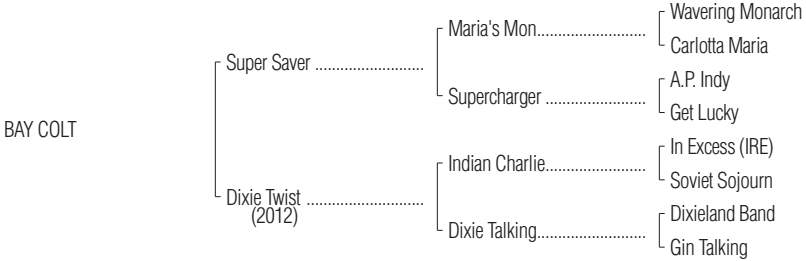 Wavering Monarch
Maria's Mon..........................
Carlotta Maria
Super Saver ..........................
A.P. Indy
Supercharger ........................
Get Lucky
BAY COLT
In Excess (IRE)
Indian Charlie........................
Soviet Sojourn
Dixie Twist ............................
(2012)
Dixieland Band
Dixie Talking..........................
Gin Talking